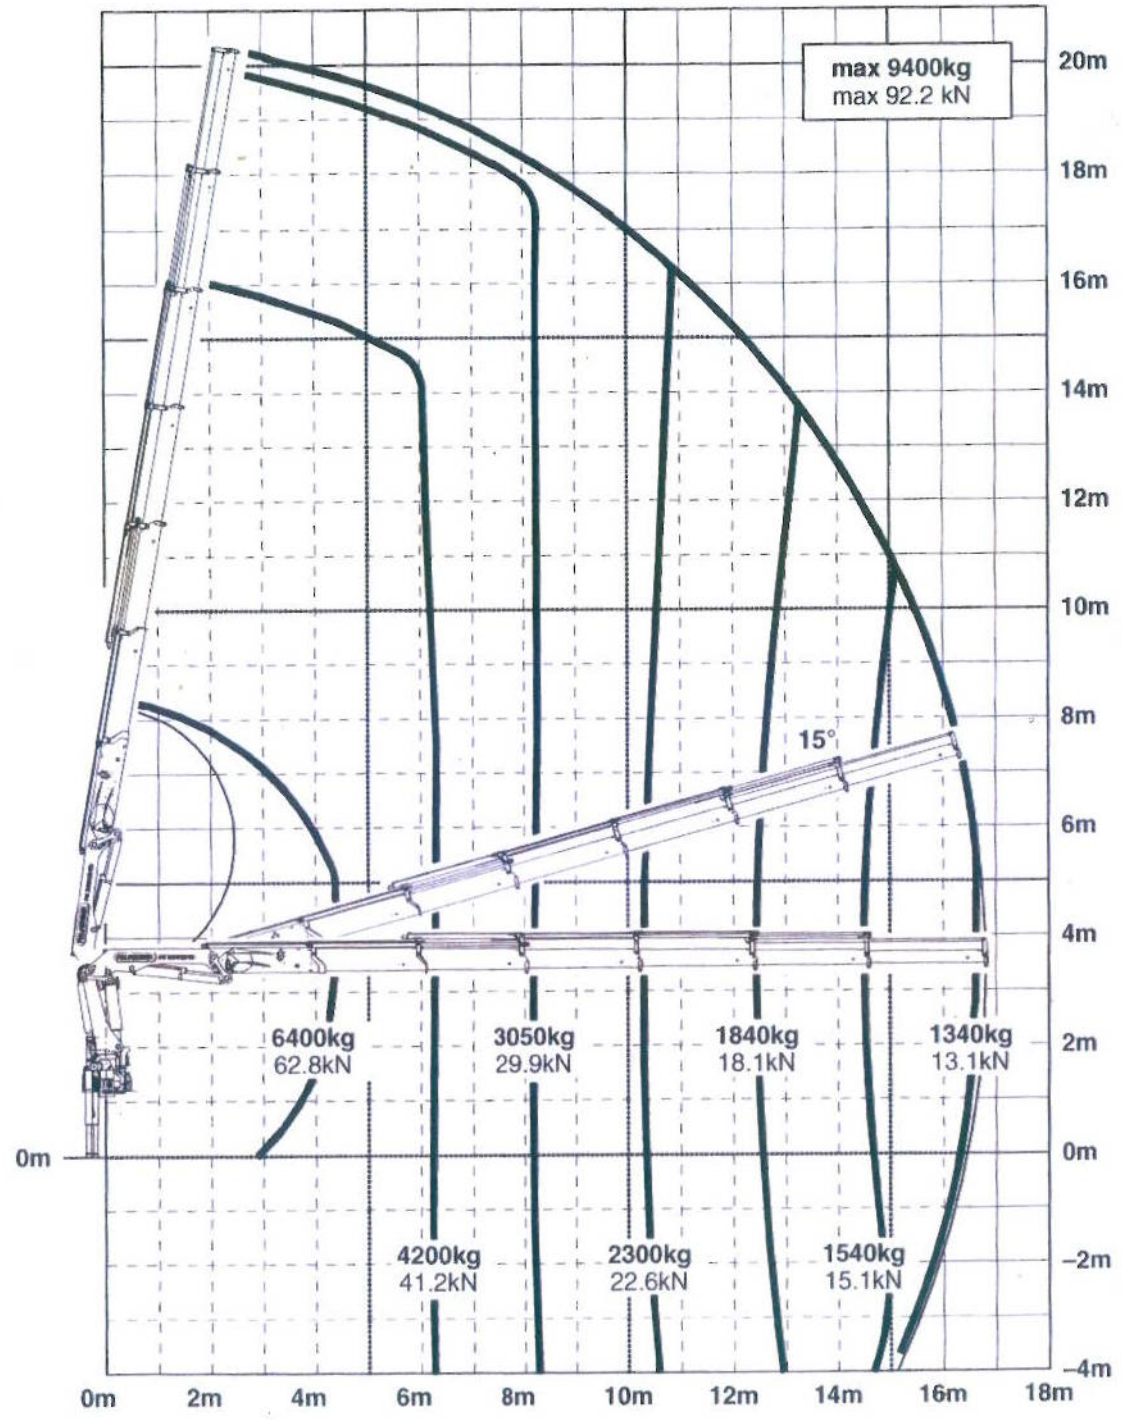 max 9400kg
max 92.2 kN
20m
18m
16m
14m
12m
10m
8m
15°
6m
4m
6400kg
62.8kN
3050kg
29.9kN
1840kg
18.1kN
1340kg
13.1kN
2m
0m
0m
4200kg
41.2kN
2300kg
22.6kN
1540kg
15.1kN
–2m
–4m
0m
2m
4m
6m
8m
10m
12m
14m
16m
18m